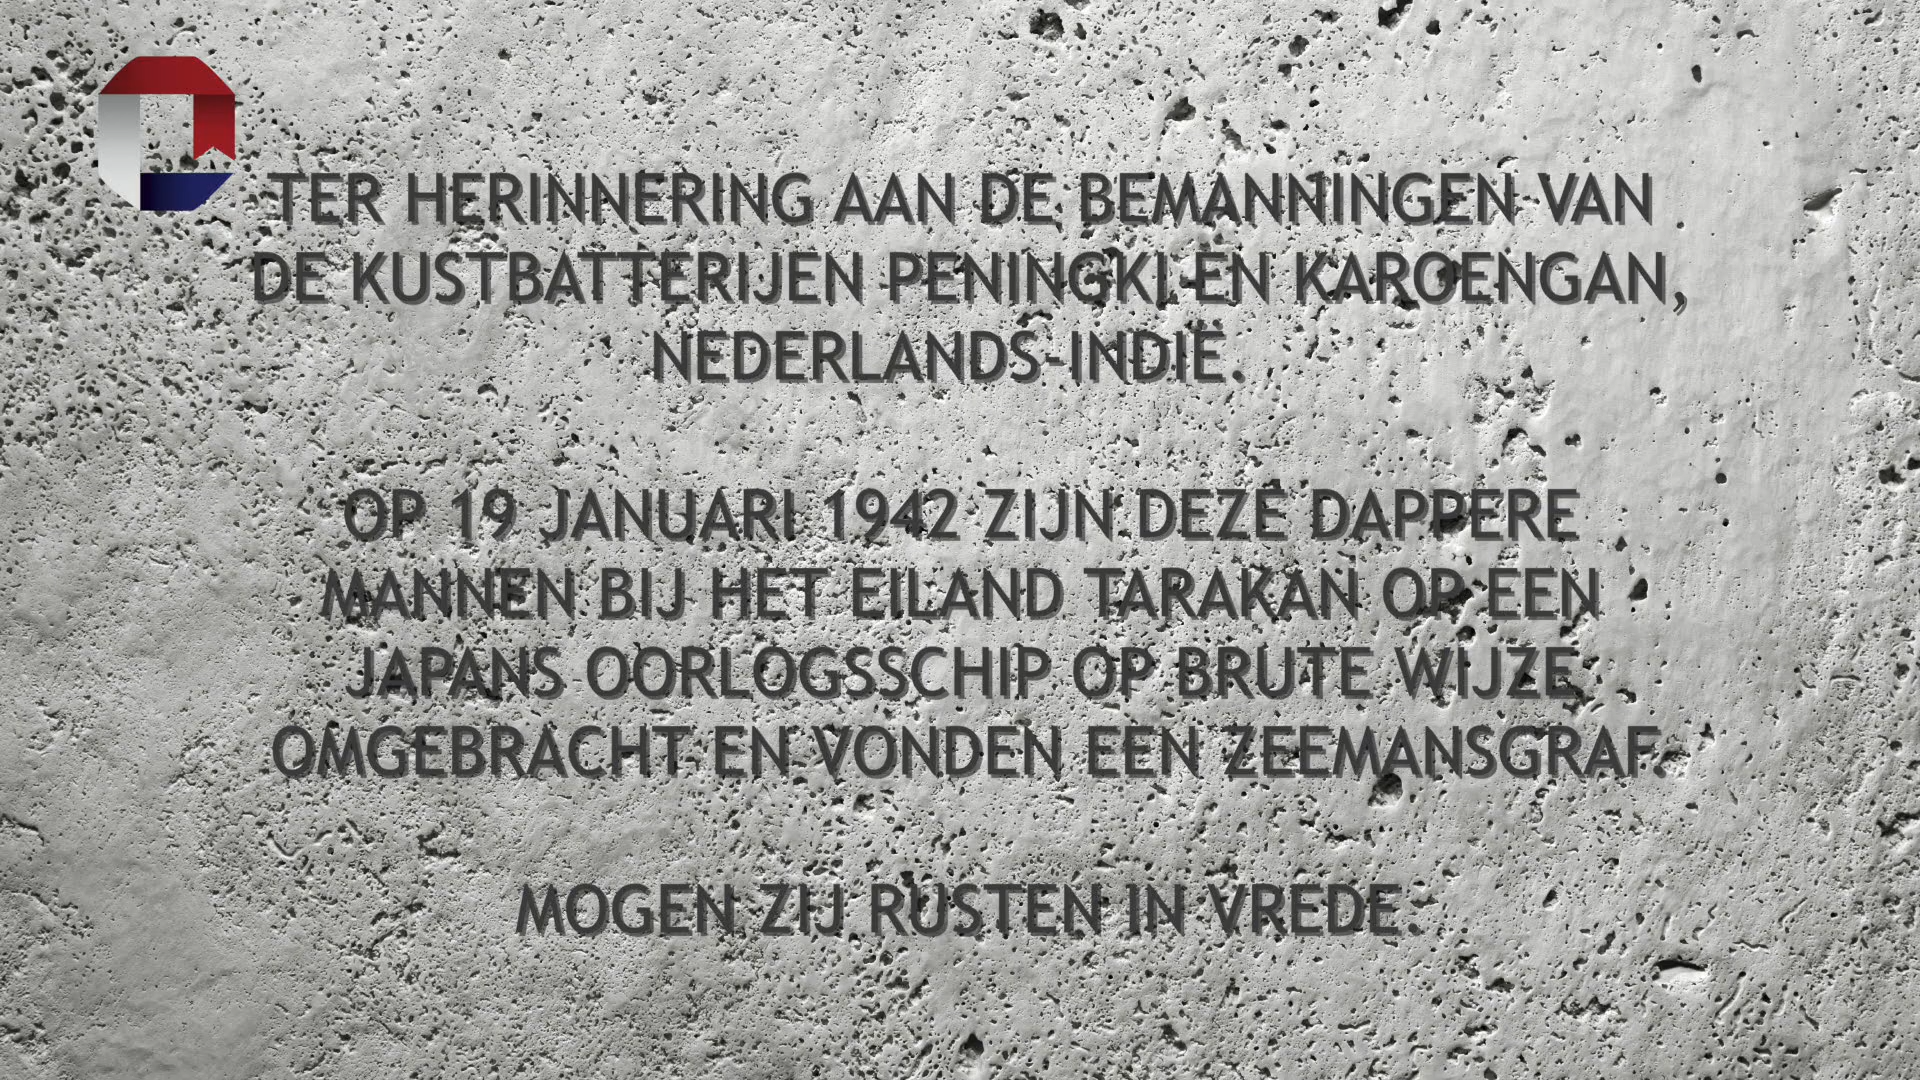 TER HERINNERING AAN DE BEMANNINGEN VAN
DE KUSTBATTERIJEN PENINGKI EN KAROENGAN,
NEDERLANDS-INDIË.
OP 19 JANUARI 1942 ZIJN DEZE DAPPERE
MANNEN BIJ HET EILAND TARAKAN OP EEN
JAPANS OORLOGSSCHIP OP BRUTE WIJZE
OMGEBRACHT EN VONDEN EEN ZEEMANSGRAF.
MOGEN ZIJ RUSTEN IN VREDE.